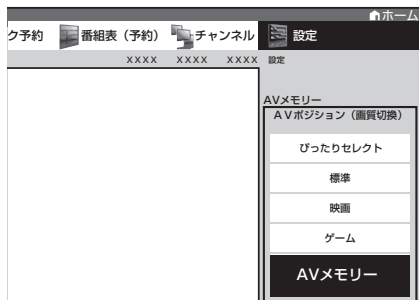 ホーム
ク予約 番組表（予約） チャンネル 設定
XXXX XXXX XXXX 設定
AVメモリー
AVポジション（画質切換）
ぴったりセレクト
標準
映画
ゲーム
AVメモリー